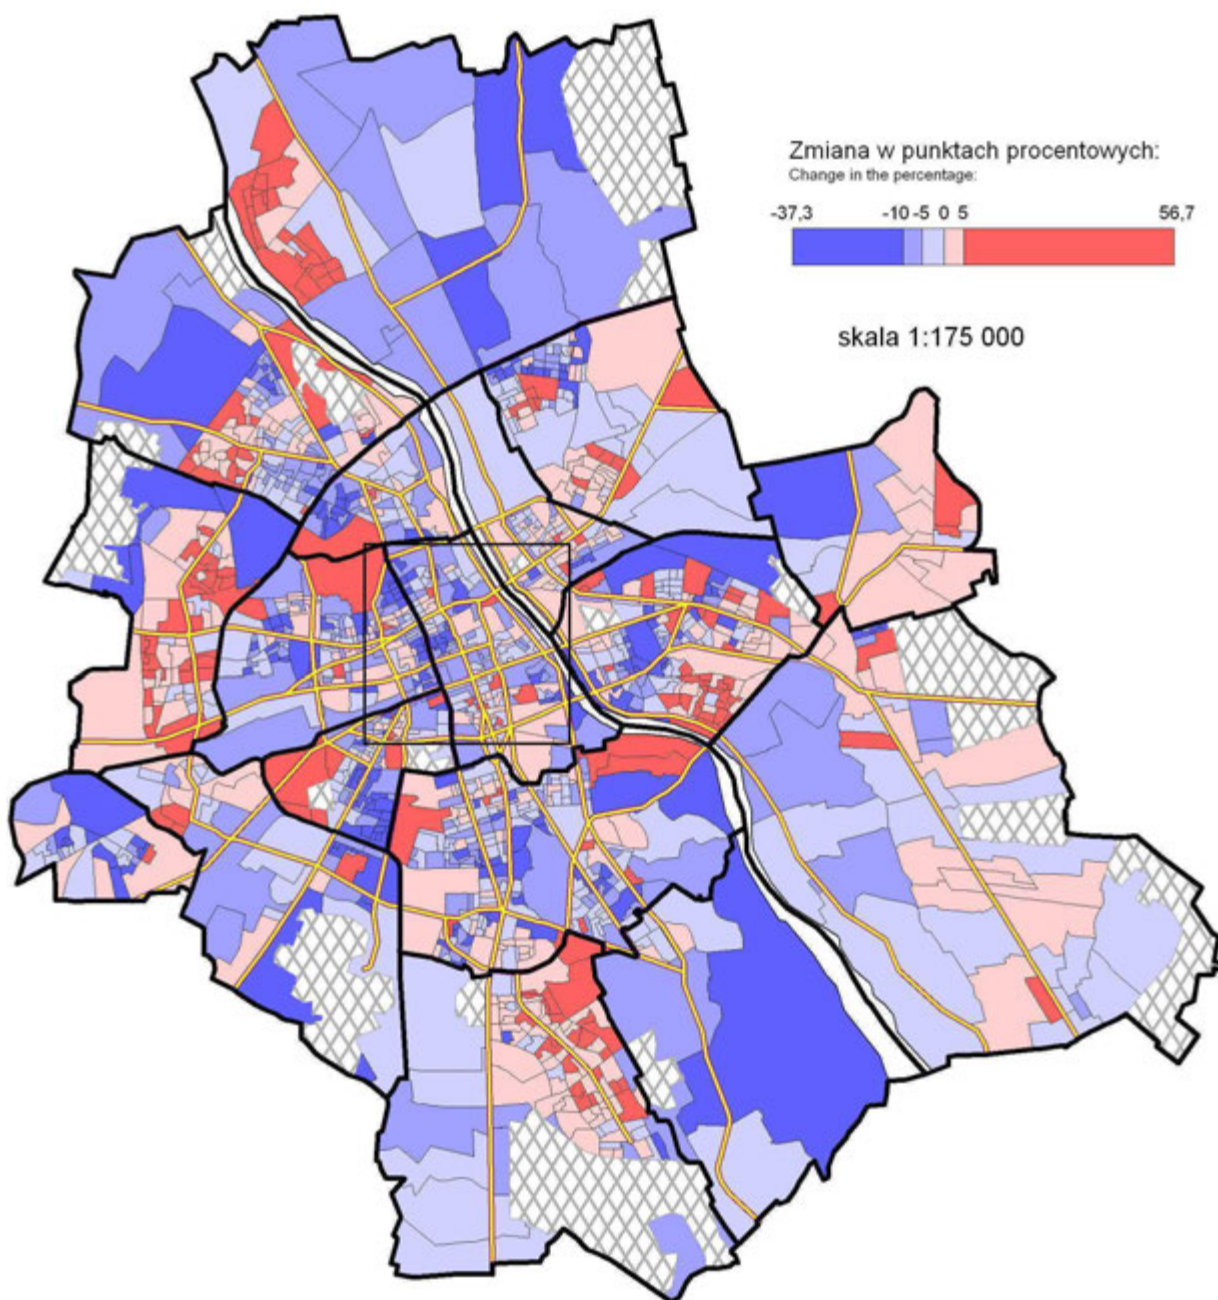 Zmiana w punktach procentowych:
Change in the percentage:
-37,3 -10 -5 0 5 56,7
skala 1:175 000